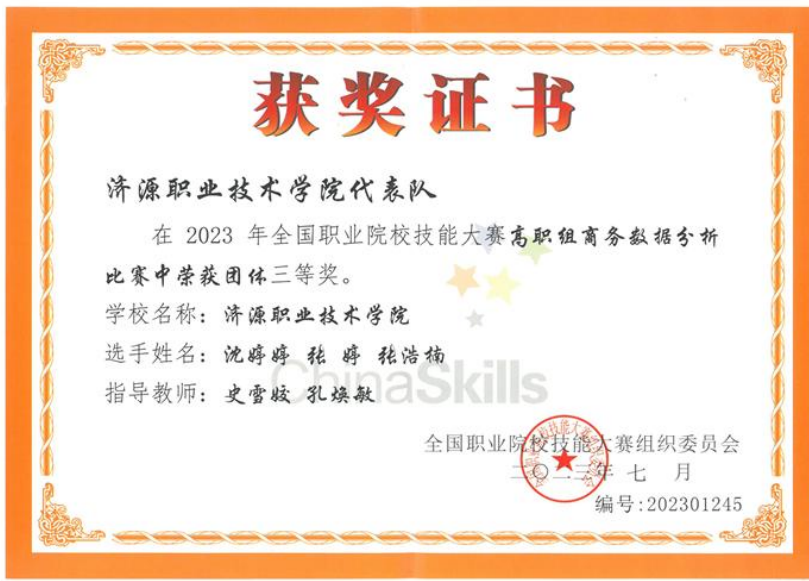 获奖证书
济源职业技术学院代表队
在 2023 年全国职业院校技能大赛高职组商务数据分析
比赛中荣获团体三等奖。
学校名称：济源职业技术学院
选手姓名：沈婷婷 张 婷 张浩楠
指导教师：史雪姣 孔焕敏
ChinaSkills
全国职业院校技能大赛组织委员会
二〇二三年 七 月
编号:202301245